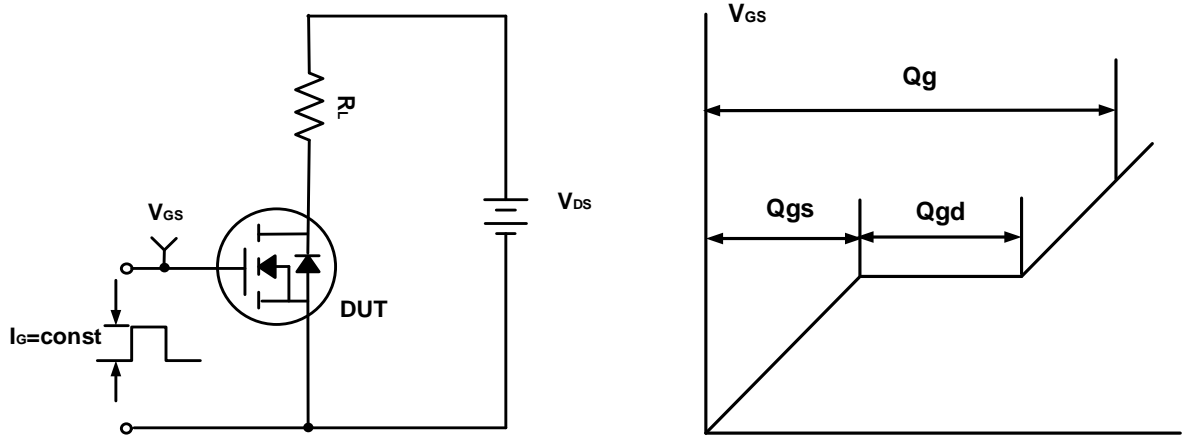 RL
VGS
VDS
DUT
IG=const
VGS
Qg
Qgs
Qgd